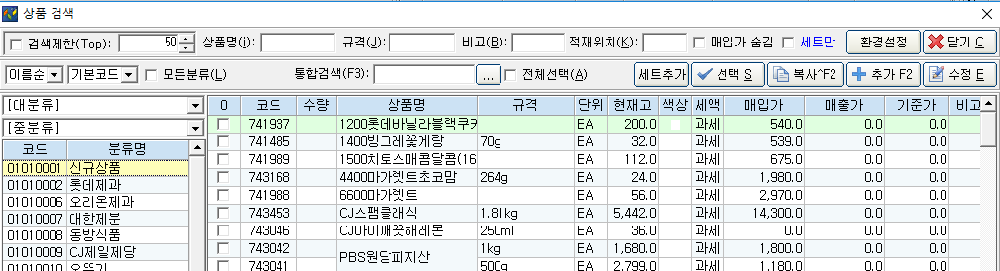 상품 검색
검색제한(Top): 50 상품명(i): 규격(J): 비고(B): 적재위치(K): 매입가 숨김 세트만 환경설정 닫기 C
이름순 기본코드 모든분류(L) 통합검색(F3): ... 전체선택(A) 세트추가 선택 S 복사^F2 추가 F2 수정 E
[대분류]
[중분류]
코드 분류명
01010001 신규상품
01010002 롯데제과
01010006 오리온제과
01010007 대한제분
01010008 동방식품
01010009 CJ제일제당
01010010 오뚜기
0 코드 수량 상품명 규격 단위 현재고 색상 세액 매입가 매출가 기준가 비고
741937 1200롯데바닐라블랙쿠키 EA 200.0 과세 540.0 0.0 0.0
741485 1400빙그레꽃게랑 70g EA 32.0 과세 539.0 0.0 0.0
741989 1500치토스매콤달콤(16 EA 112.0 과세 675.0 0.0 0.0
743168 4400마가렛트초코맘 264g EA 24.0 과세 1,980.0 0.0 0.0
741988 6600마가렛트 EA 56.0 과세 2,970.0 0.0 0.0
743453 CJ스팸클래식 1.81kg EA 5,442.0 과세 14,300.0 0.0 0.0
743046 CJ아이깨끗해레몬 250ml EA 36.0 과세 0.0 0.0 0.0
743042 PBS원당피지산 1kg EA 1,680.0 과세 1,800.0 0.0 0.0
743041 500g EA 2,799.0 과세 1,180.0 0.0 0.0